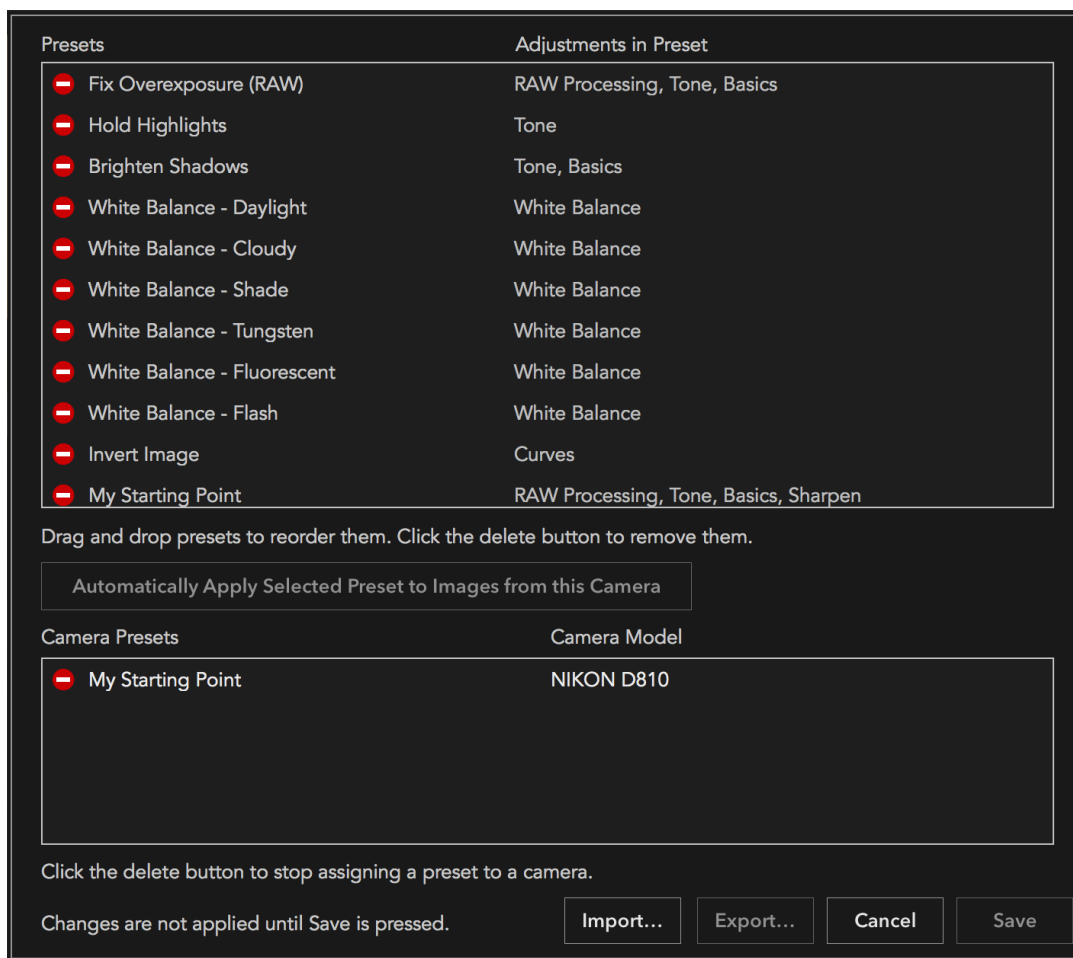 Presets Adjustments in Preset
Fix Overexposure (RAW) RAW Processing, Tone, Basics
Hold Highlights Tone
Brighten Shadows Tone, Basics
White Balance - Daylight White Balance
White Balance - Cloudy White Balance
White Balance - Shade White Balance
White Balance - Tungsten White Balance
White Balance - Fluorescent White Balance
White Balance - Flash White Balance
Invert Image Curves
My Starting Point RAW Processing, Tone, Basics, Sharpen
Drag and drop presets to reorder them. Click the delete button to remove them.
Automatically Apply Selected Preset to Images from this Camera
Camera Presets Camera Model
My Starting Point NIKON D810
Click the delete button to stop assigning a preset to a camera.
Changes are not applied until Save is pressed. Import... Export... Cancel Save